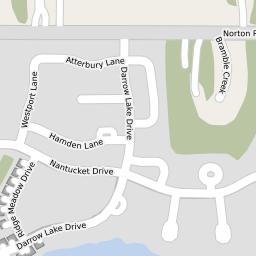 Norton R
Bramble Creek
Atterbury Lane
Westport Lane
Darrow Lake Drive
Hamden Lane
Nantucket Drive
Ridge Meadow Drive
Darrow Lake Drive